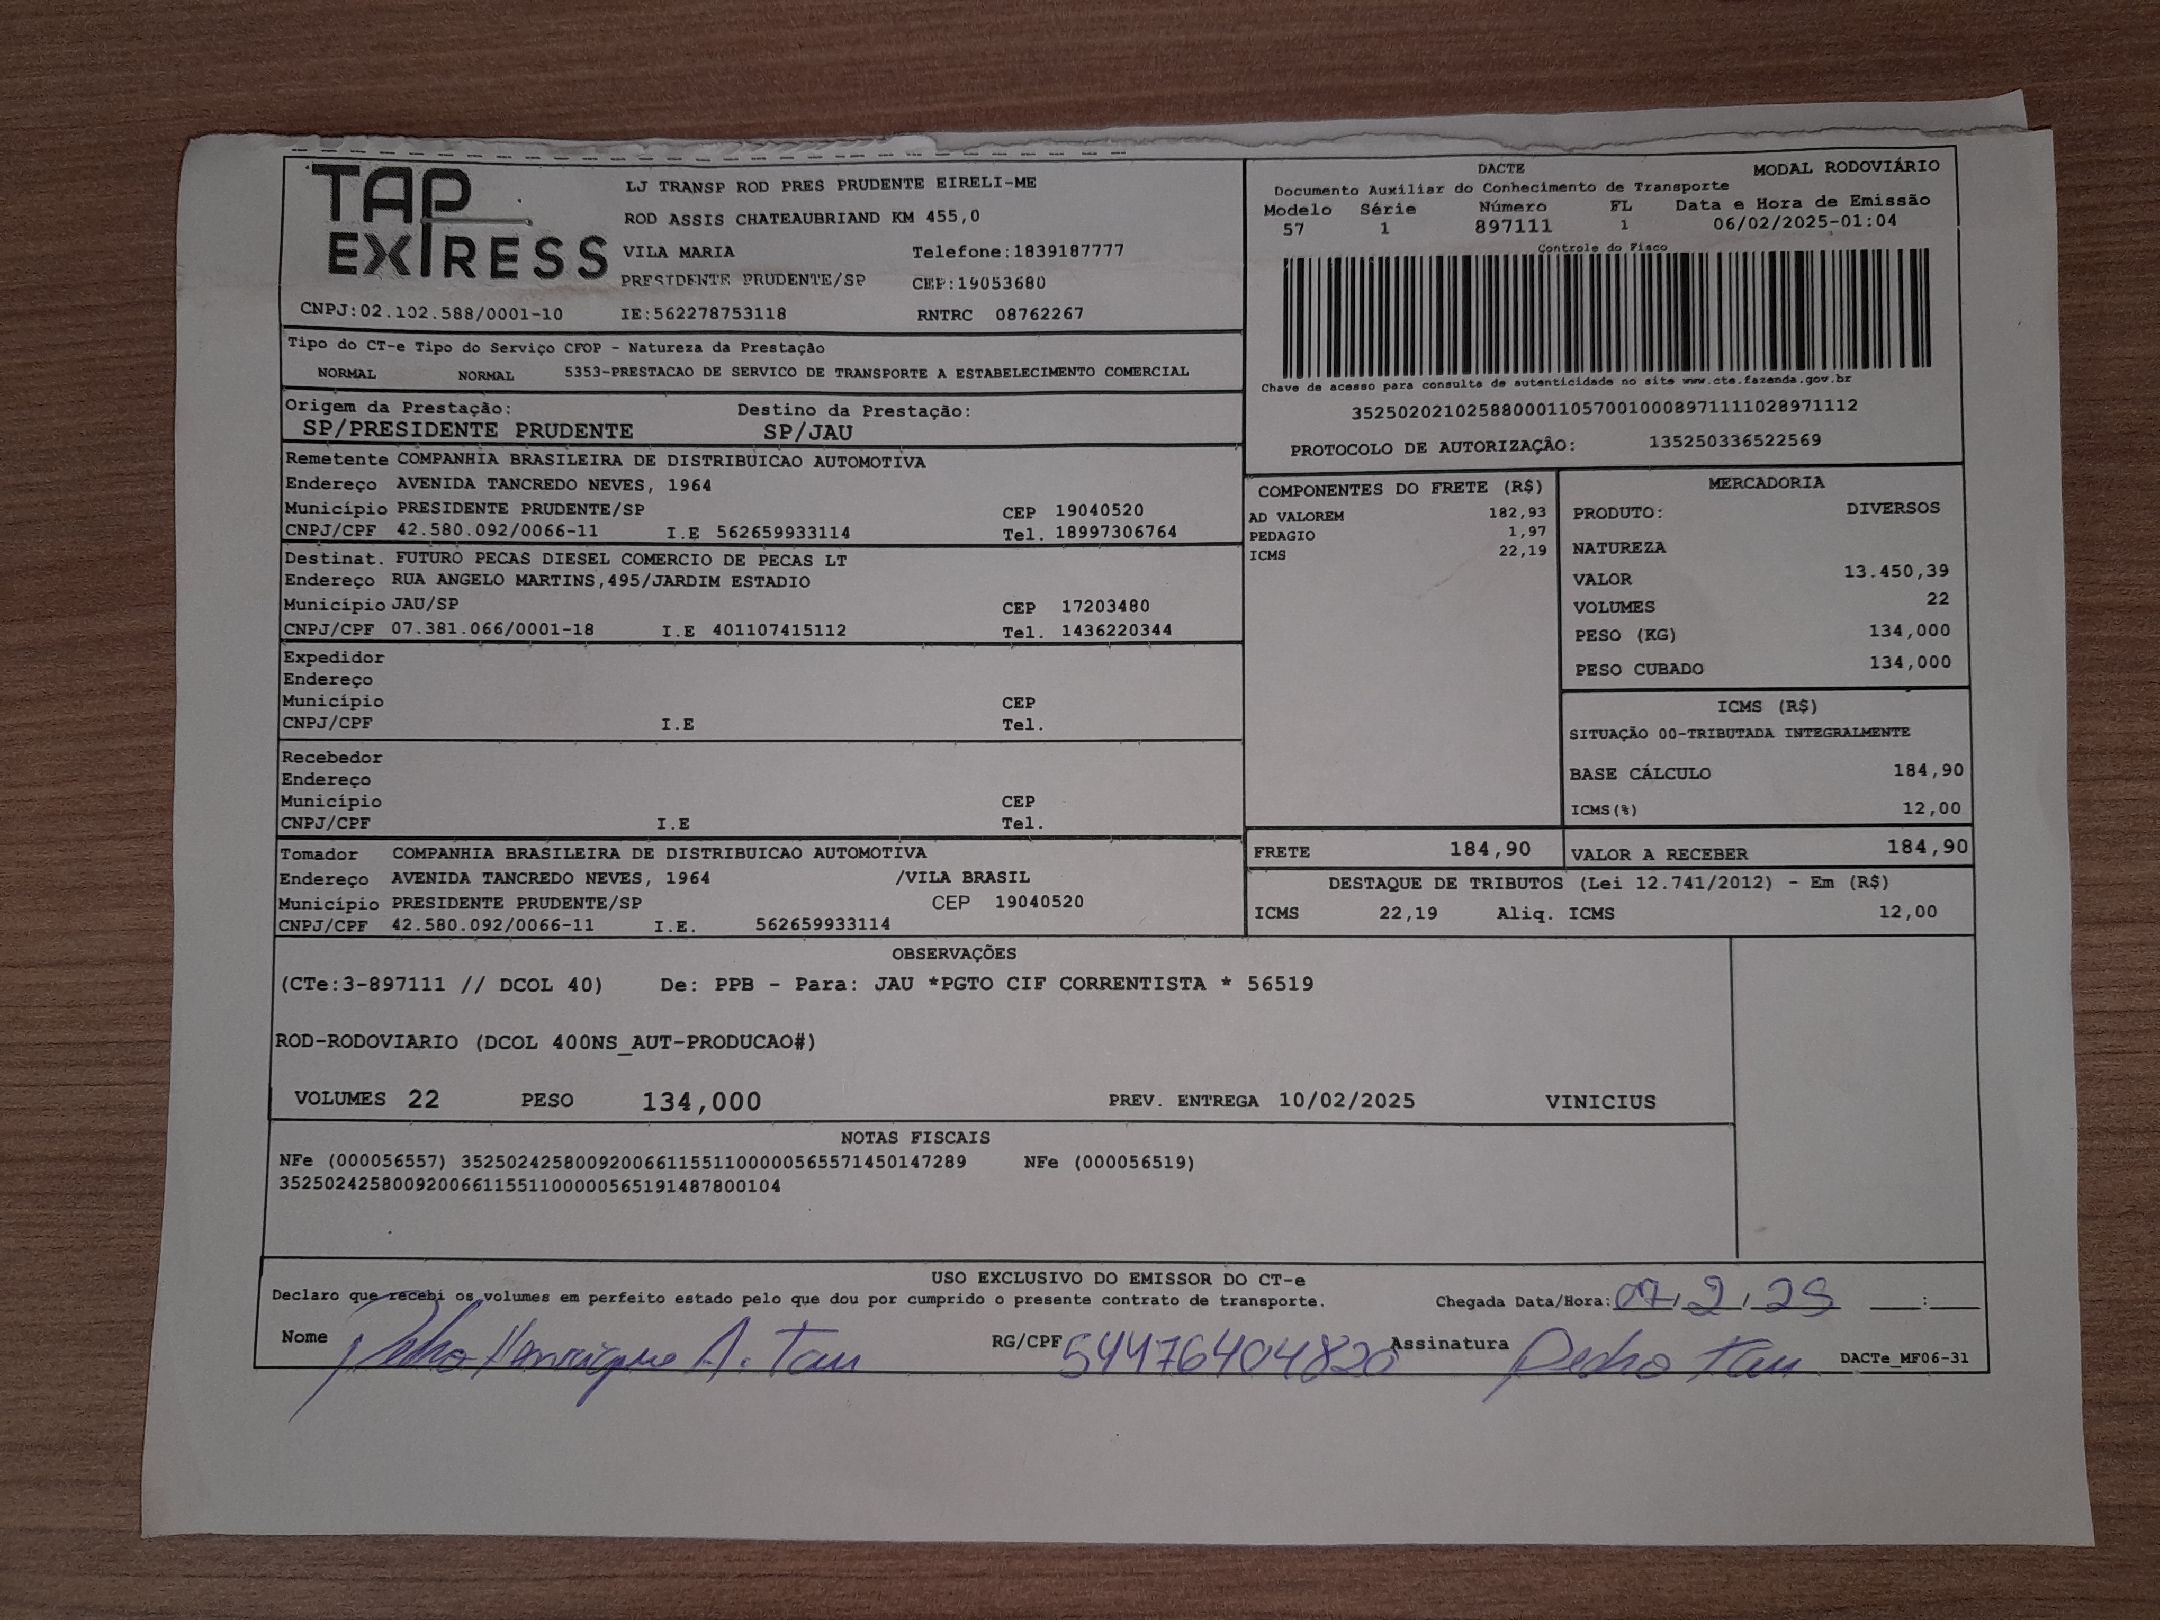 TAP
EXPRESS
LJ TRANSP ROD PRES PRUDENTE EIRELI-ME
ROD ASSIS CHATEAUBRIAND KM 455,0
VILA MARIA Telefone:1839187777
PRESIDENTE PRUDENTE/SP CEP:19053680
CNPJ:02.102.588/0001-10 IE:562278753118 RNTRC 08762267
DACTE MODAL RODOVIÁRIO
Documento Auxiliar do Conhecimento de Transporte
Modelo Série Número FL Data e Hora de Emissão
57 1 897111 1 06/02/2025-01:04
Controle do Fisco
Chave de acesso para consulta de autenticidade no site www.cte.fazenda.gov.br
35250202102588000110570010008971111028971112
PROTOCOLO DE AUTORIZAÇÃO: 135250336522569
Tipo do CT-e Tipo do Serviço CFOP - Natureza da Prestação
NORMAL NORMAL 5353-PRESTACAO DE SERVICO DE TRANSPORTE A ESTABELECIMENTO COMERCIAL
Origem da Prestação: Destino da Prestação:
SP/PRESIDENTE PRUDENTE SP/JAU
Remetente COMPANHIA BRASILEIRA DE DISTRIBUICAO AUTOMOTIVA
Endereço AVENIDA TANCREDO NEVES, 1964
Município PRESIDENTE PRUDENTE/SP CEP 19040520
CNPJ/CPF 42.580.092/0066-11 I.E 562659933114 Tel. 18997306764
Destinat. FUTURO PECAS DIESEL COMERCIO DE PECAS LT
Endereço RUA ANGELO MARTINS,495/JARDIM ESTADIO
Município JAU/SP CEP 17203480
CNPJ/CPF 07.381.066/0001-18 I.E 401107415112 Tel. 1436220344
Expedidor
Endereço
Município CEP
CNPJ/CPF I.E Tel.
Recebedor
Endereço
Município CEP
CNPJ/CPF I.E Tel.
Tomador COMPANHIA BRASILEIRA DE DISTRIBUICAO AUTOMOTIVA
Endereço AVENIDA TANCREDO NEVES, 1964 /VILA BRASIL
Município PRESIDENTE PRUDENTE/SP CEP 19040520
CNPJ/CPF 42.580.092/0066-11 I.E. 562659933114
COMPONENTES DO FRETE (R$)
AD VALOREM 182,93
PEDAGIO 1,97
ICMS 22,19
MERCADORIA
PRODUTO: DIVERSOS
NATUREZA
VALOR 13.450,39
VOLUMES 22
PESO (KG) 134,000
PESO CUBADO 134,000
ICMS (R$)
SITUAÇÃO 00-TRIBUTADA INTEGRALMENTE
BASE CÁLCULO 184,90
ICMS(%) 12,00
FRETE 184,90 VALOR A RECEBER 184,90
DESTAQUE DE TRIBUTOS (Lei 12.741/2012) - Em (R$)
ICMS 22,19 Aliq. ICMS 12,00
OBSERVAÇÕES
(CTe:3-897111 // DCOL 40) De: PPB - Para: JAU *PGTO CIF CORRENTISTA * 56519
ROD-RODOVIARIO (DCOL 400NS_AUT-PRODUCAO#)
VOLUMES 22 PESO 134,000 PREV. ENTREGA 10/02/2025 VINICIUS
NOTAS FISCAIS
NFe (000056557) 35250242580092006611551100000565571450147289 NFe (000056519)
35250242580092006611551100000565191487800104
USO EXCLUSIVO DO EMISSOR DO CT-e
Declaro que recebi os volumes em perfeito estado pelo que dou por cumprido o presente contrato de transporte. Chegada Data/Hora: 07, 2, 25 __:__
Nome Pedro Henrique A. Tau RG/CPF 54476404820 Assinatura Pedro Tau DACTe_MF06-31